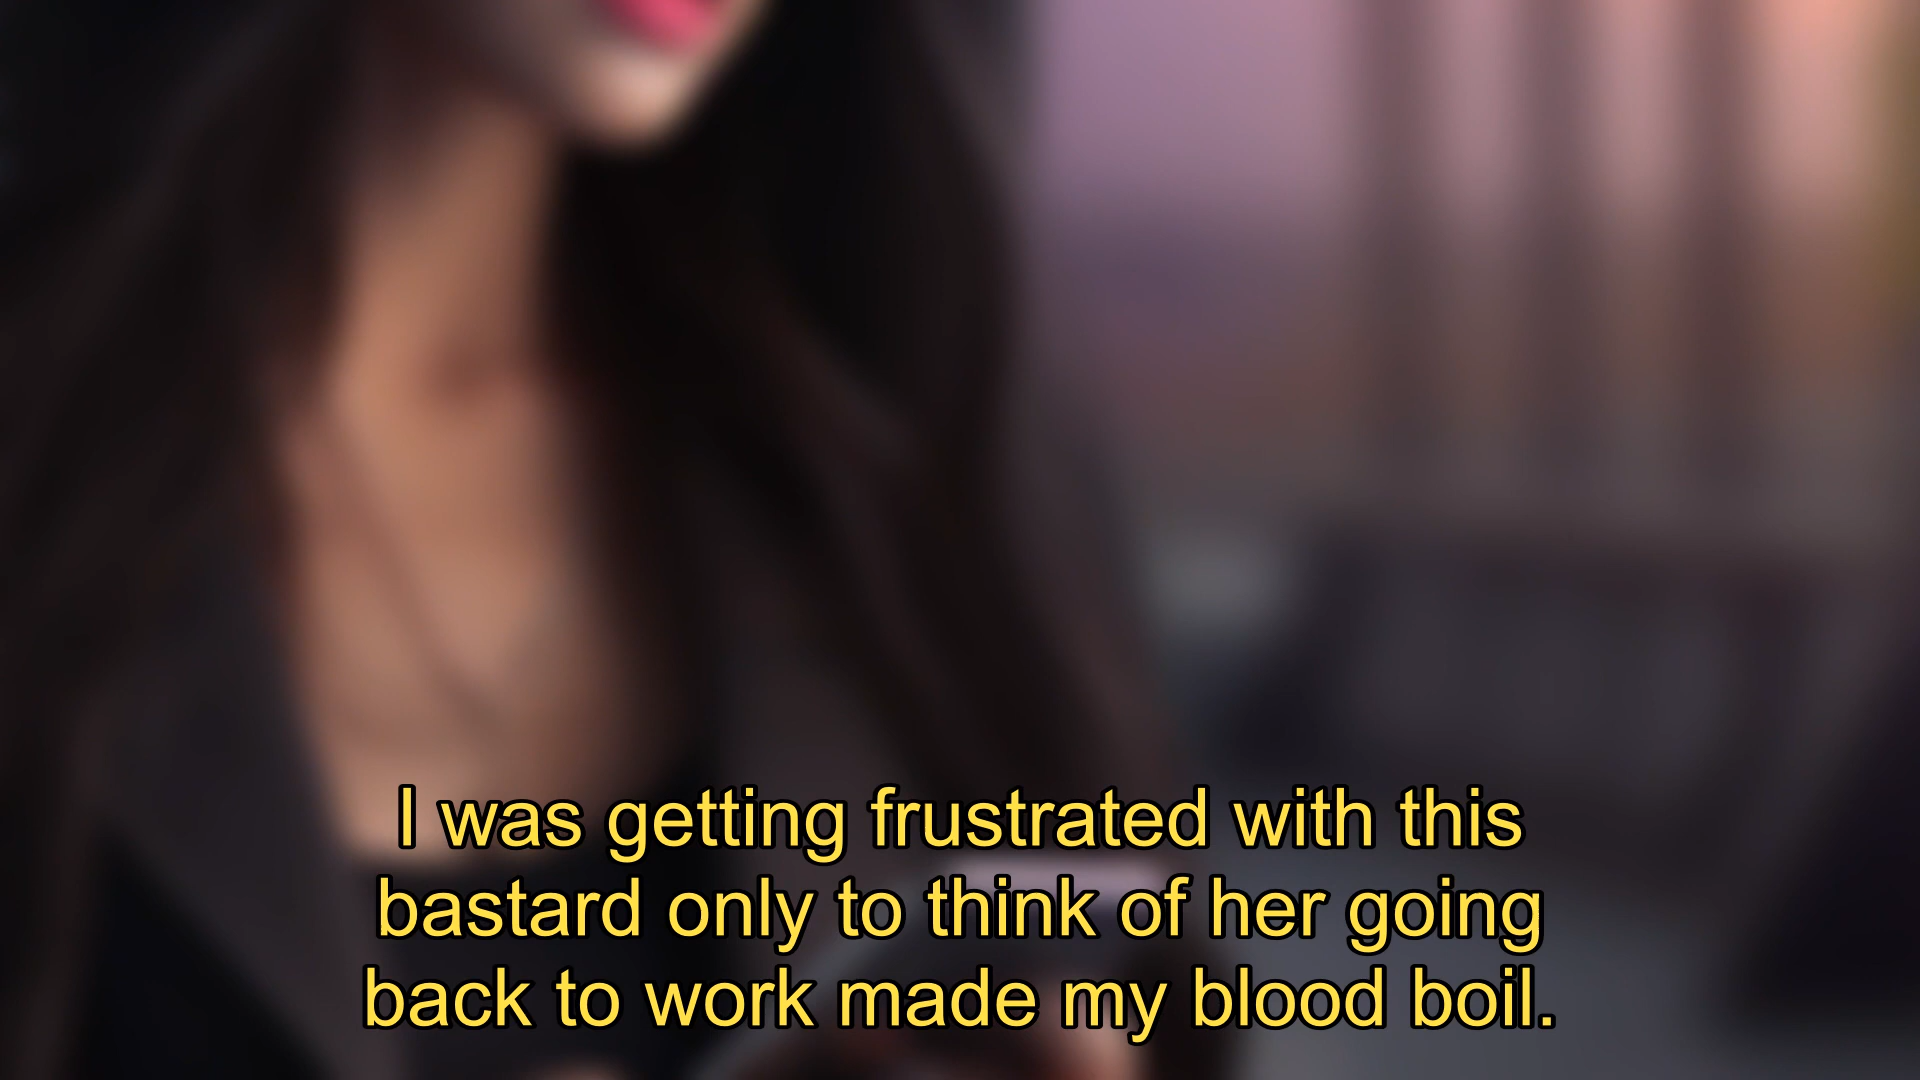 I was getting frustrated with this
bastard only to think of her going
back to work made my blood boil.